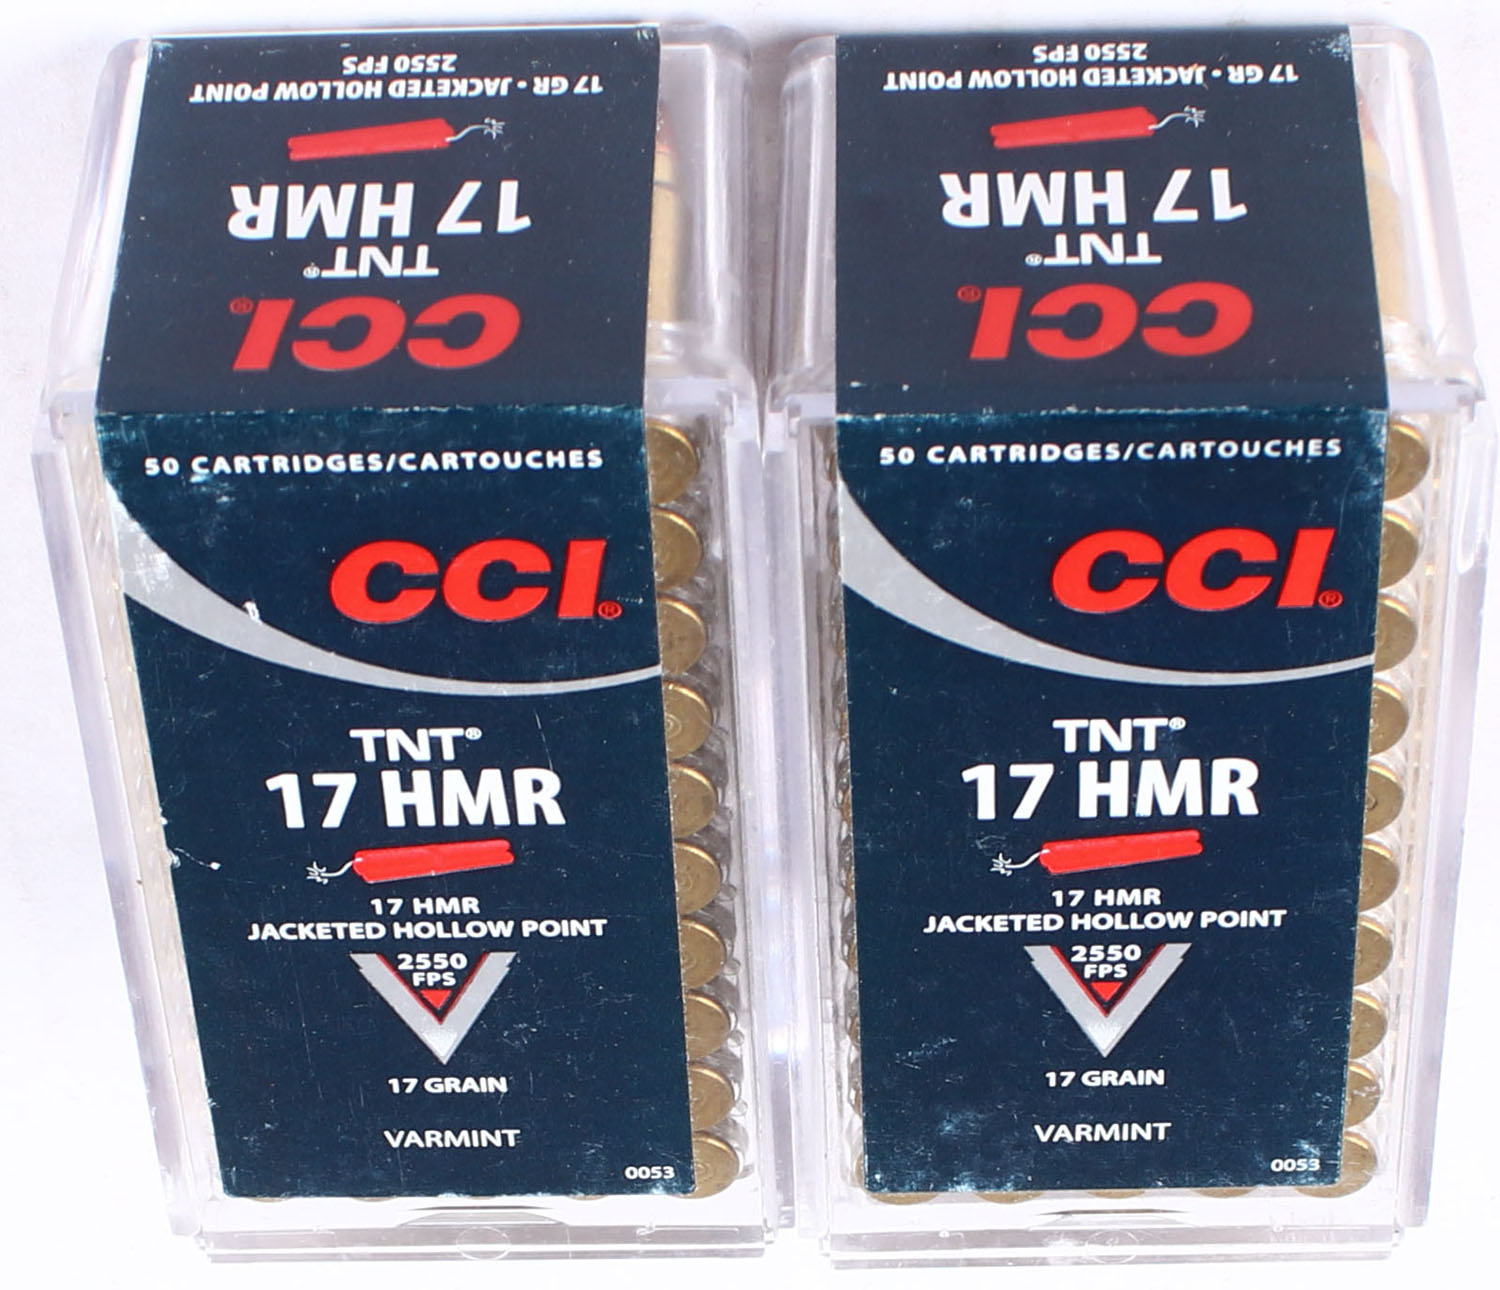 17 GR • JACKETED HOLLOW POINT
2550 FPS
17 HMR
TNT®
CCI®
50 CARTRIDGES/CARTOUCHES
CCI®
TNT®
17 HMR
17 HMR
JACKETED HOLLOW POINT
2550
FPS
17 GRAIN
VARMINT
0053
17 GR • JACKETED HOLLOW POINT
2550 FPS
17 HMR
TNT®
CCI®
50 CARTRIDGES/CARTOUCHES
CCI®
TNT®
17 HMR
17 HMR
JACKETED HOLLOW POINT
2550
FPS
17 GRAIN
VARMINT
0053